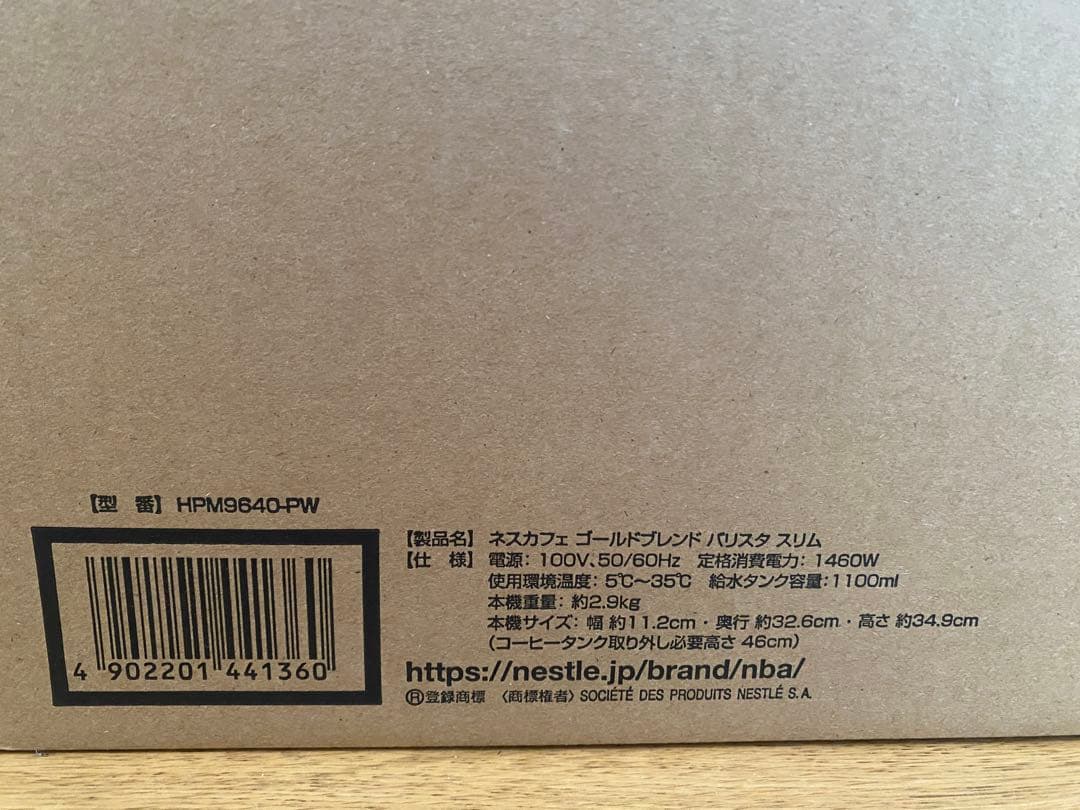 【型 番】 HPM9640-PW
4 902201 441360
【製品名】 ネスカフェ ゴールドブレンド バリスタ スリム
【仕 様】 電源: 100V、50/60Hz 定格消費電力: 1460W
使用環境温度: 5℃〜35℃ 給水タンク容量:1100ml
本機重量: 約2.9kg
本機サイズ: 幅 約11.2cm・奥行 約32.6cm・高さ 約34.9cm
(コーヒータンク取り外し必要高さ 46cm)
https://nestle.jp/brand/nba/
®登録商標 〈商標権者〉 SOCIÉTÉ DES PRODUITS NESTLÉ S.A.